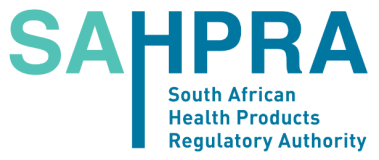 SAHPRA
South African
Health Products
Regulatory Authority